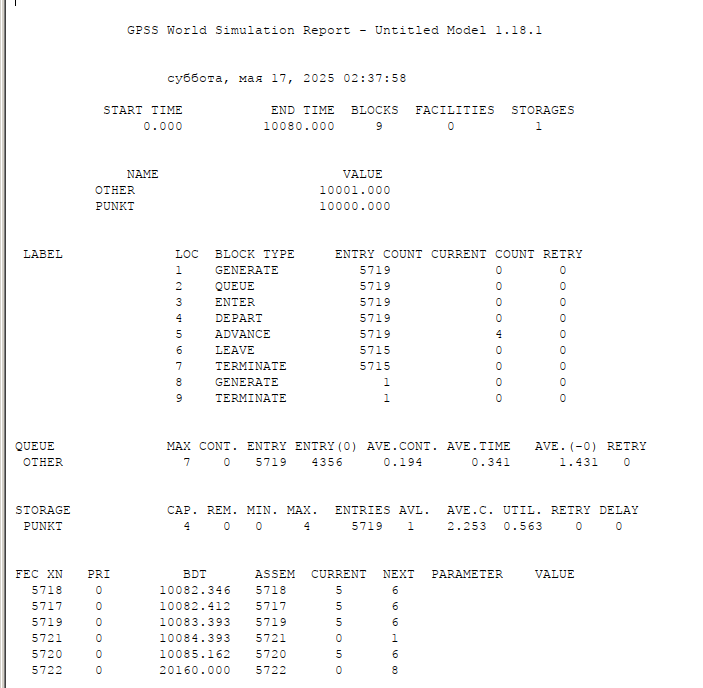 GPSS World Simulation Report - Untitled Model 1.18.1
суббота, мая 17, 2025 02:37:58
START TIME END TIME BLOCKS FACILITIES STORAGES
0.000 10080.000 9 0 1
NAME VALUE
OTHER 10001.000
PUNKT 10000.000
LABEL LOC BLOCK TYPE ENTRY COUNT CURRENT COUNT RETRY
1 GENERATE 5719 0 0
2 QUEUE 5719 0 0
3 ENTER 5719 0 0
4 DEPART 5719 0 0
5 ADVANCE 5719 4 0
6 LEAVE 5715 0 0
7 TERMINATE 5715 0 0
8 GENERATE 1 0 0
9 TERMINATE 1 0 0
QUEUE MAX CONT. ENTRY ENTRY(0) AVE.CONT. AVE.TIME AVE.(-0) RETRY
OTHER 7 0 5719 4356 0.194 0.341 1.431 0
STORAGE CAP. REM. MIN. MAX. ENTRIES AVL. AVE.C. UTIL. RETRY DELAY
PUNKT 4 0 0 4 5719 1 2.253 0.563 0 0
FEC XN PRI BDT ASSEM CURRENT NEXT PARAMETER VALUE
5718 0 10082.346 5718 5 6
5717 0 10082.412 5717 5 6
5719 0 10083.393 5719 5 6
5721 0 10084.393 5721 0 1
5720 0 10085.162 5720 5 6
5722 0 20160.000 5722 0 8